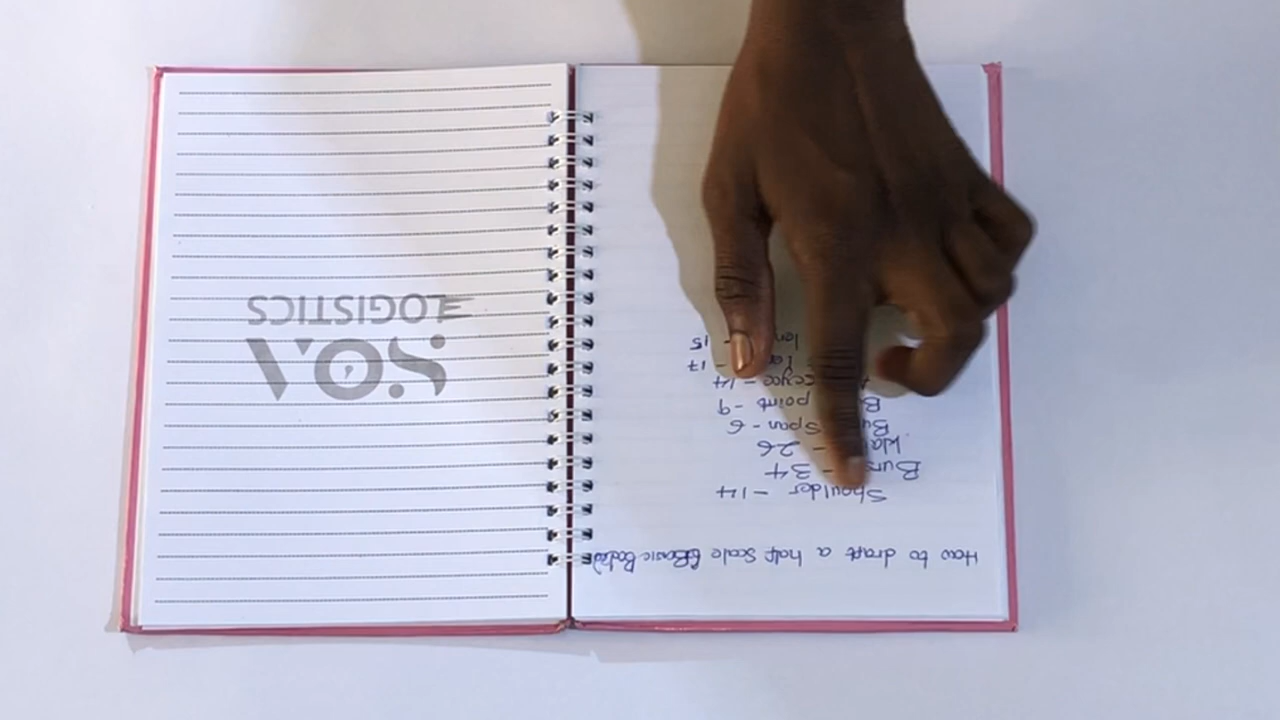 How to draft a half Scale (Basic Bodice)
Shoulder - 14
Burst - 34
- 26
Span - 6
point - 9
- 14
- 17
- 15
SOA
LOGISTICS